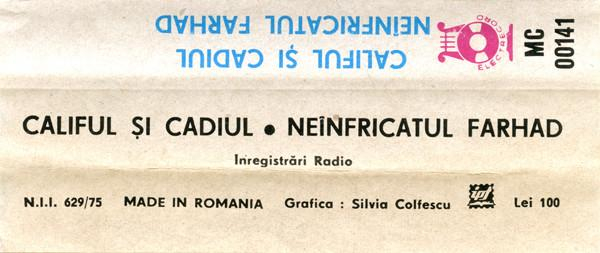 CALIFUL ȘI CADIUL
NEÎNFRICATUL FARHAD
ELECTRECORD
MC
00141
CALIFUL ȘI CADIUL • NEÎNFRICATUL FARHAD
Inregistrări Radio
N.I.I. 629/75 MADE IN ROMANIA Grafica : Silvia Colfescu Lei 100